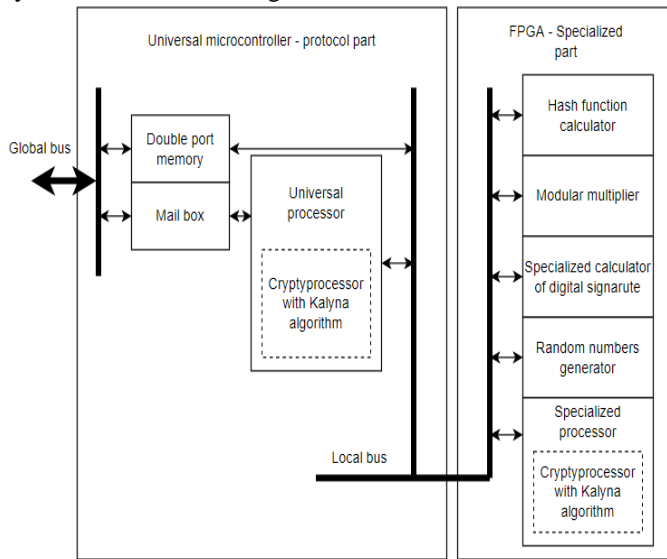 Universal microcontroller - protocol part
FPGA - Specialized
part
Global bus
Double port
memory
Mail box
Universal
processor
Cryptyprocessor
with Kalyna
algorithm
Local bus
Hash function
calculator
Modular multiplier
Specialized calculator
of digital signarute
Random numbers
generator
Specialized
processor
Cryptyprocessor
with Kalyna
algorithm